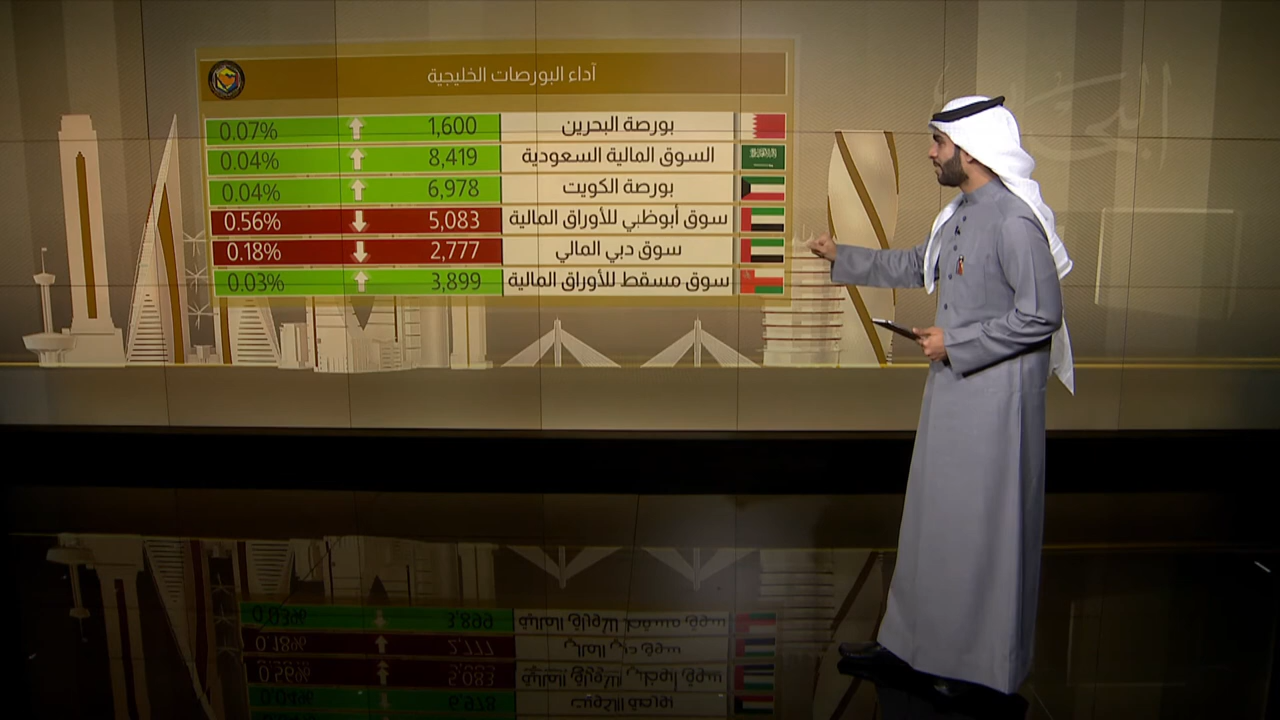 آداء البورصات الخليجية
بورصة البحرين 1,600 0.07%
السوق المالية السعودية 8,419 0.04%
بورصة الكويت 6,978 0.04%
سوق أبوظبي للأوراق المالية 5,083 0.56%
سوق دبي المالي 2,777 0.18%
سوق مسقط للأوراق المالية 3,899 0.03%